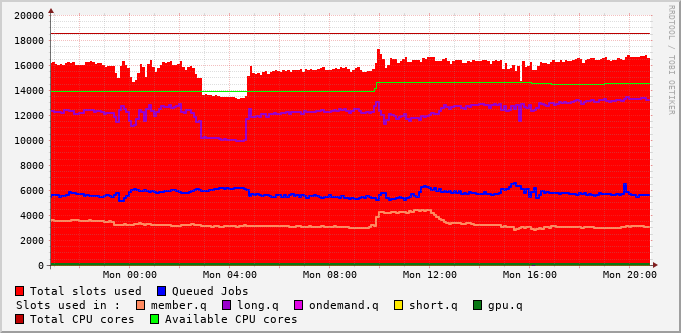 20000
18000
16000
14000
12000
10000
8000
6000
4000
2000
0
Mon 00:00 Mon 04:00 Mon 08:00 Mon 12:00 Mon 16:00 Mon 20:00
Total slots used Queued Jobs
Slots used in : member.q long.q ondemand.q short.q gpu.q
Total CPU cores Available CPU cores
RRDTOOL / TOBI OETIKER